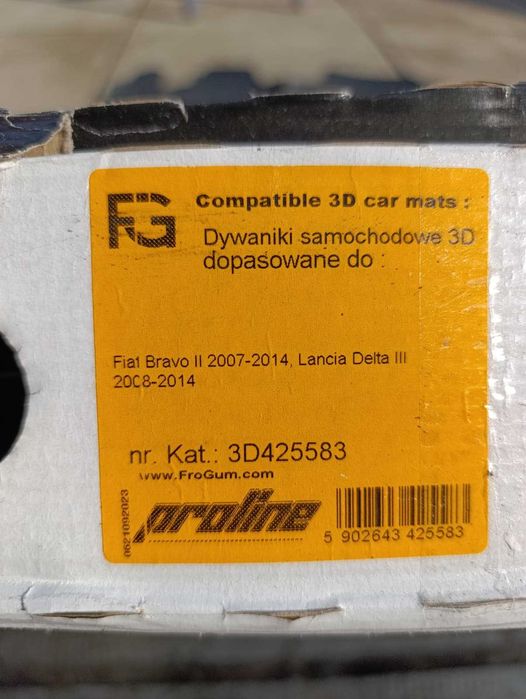 FG
Compatible 3D car mats :
Dywaniki samochodowe 3D
dopasowane do :
Fiat Bravo II 2007-2014, Lancia Delta III
2008-2014
nr. Kat.: 3D425583
www.FroGum.com
proline
5 902643 425583
0621092023